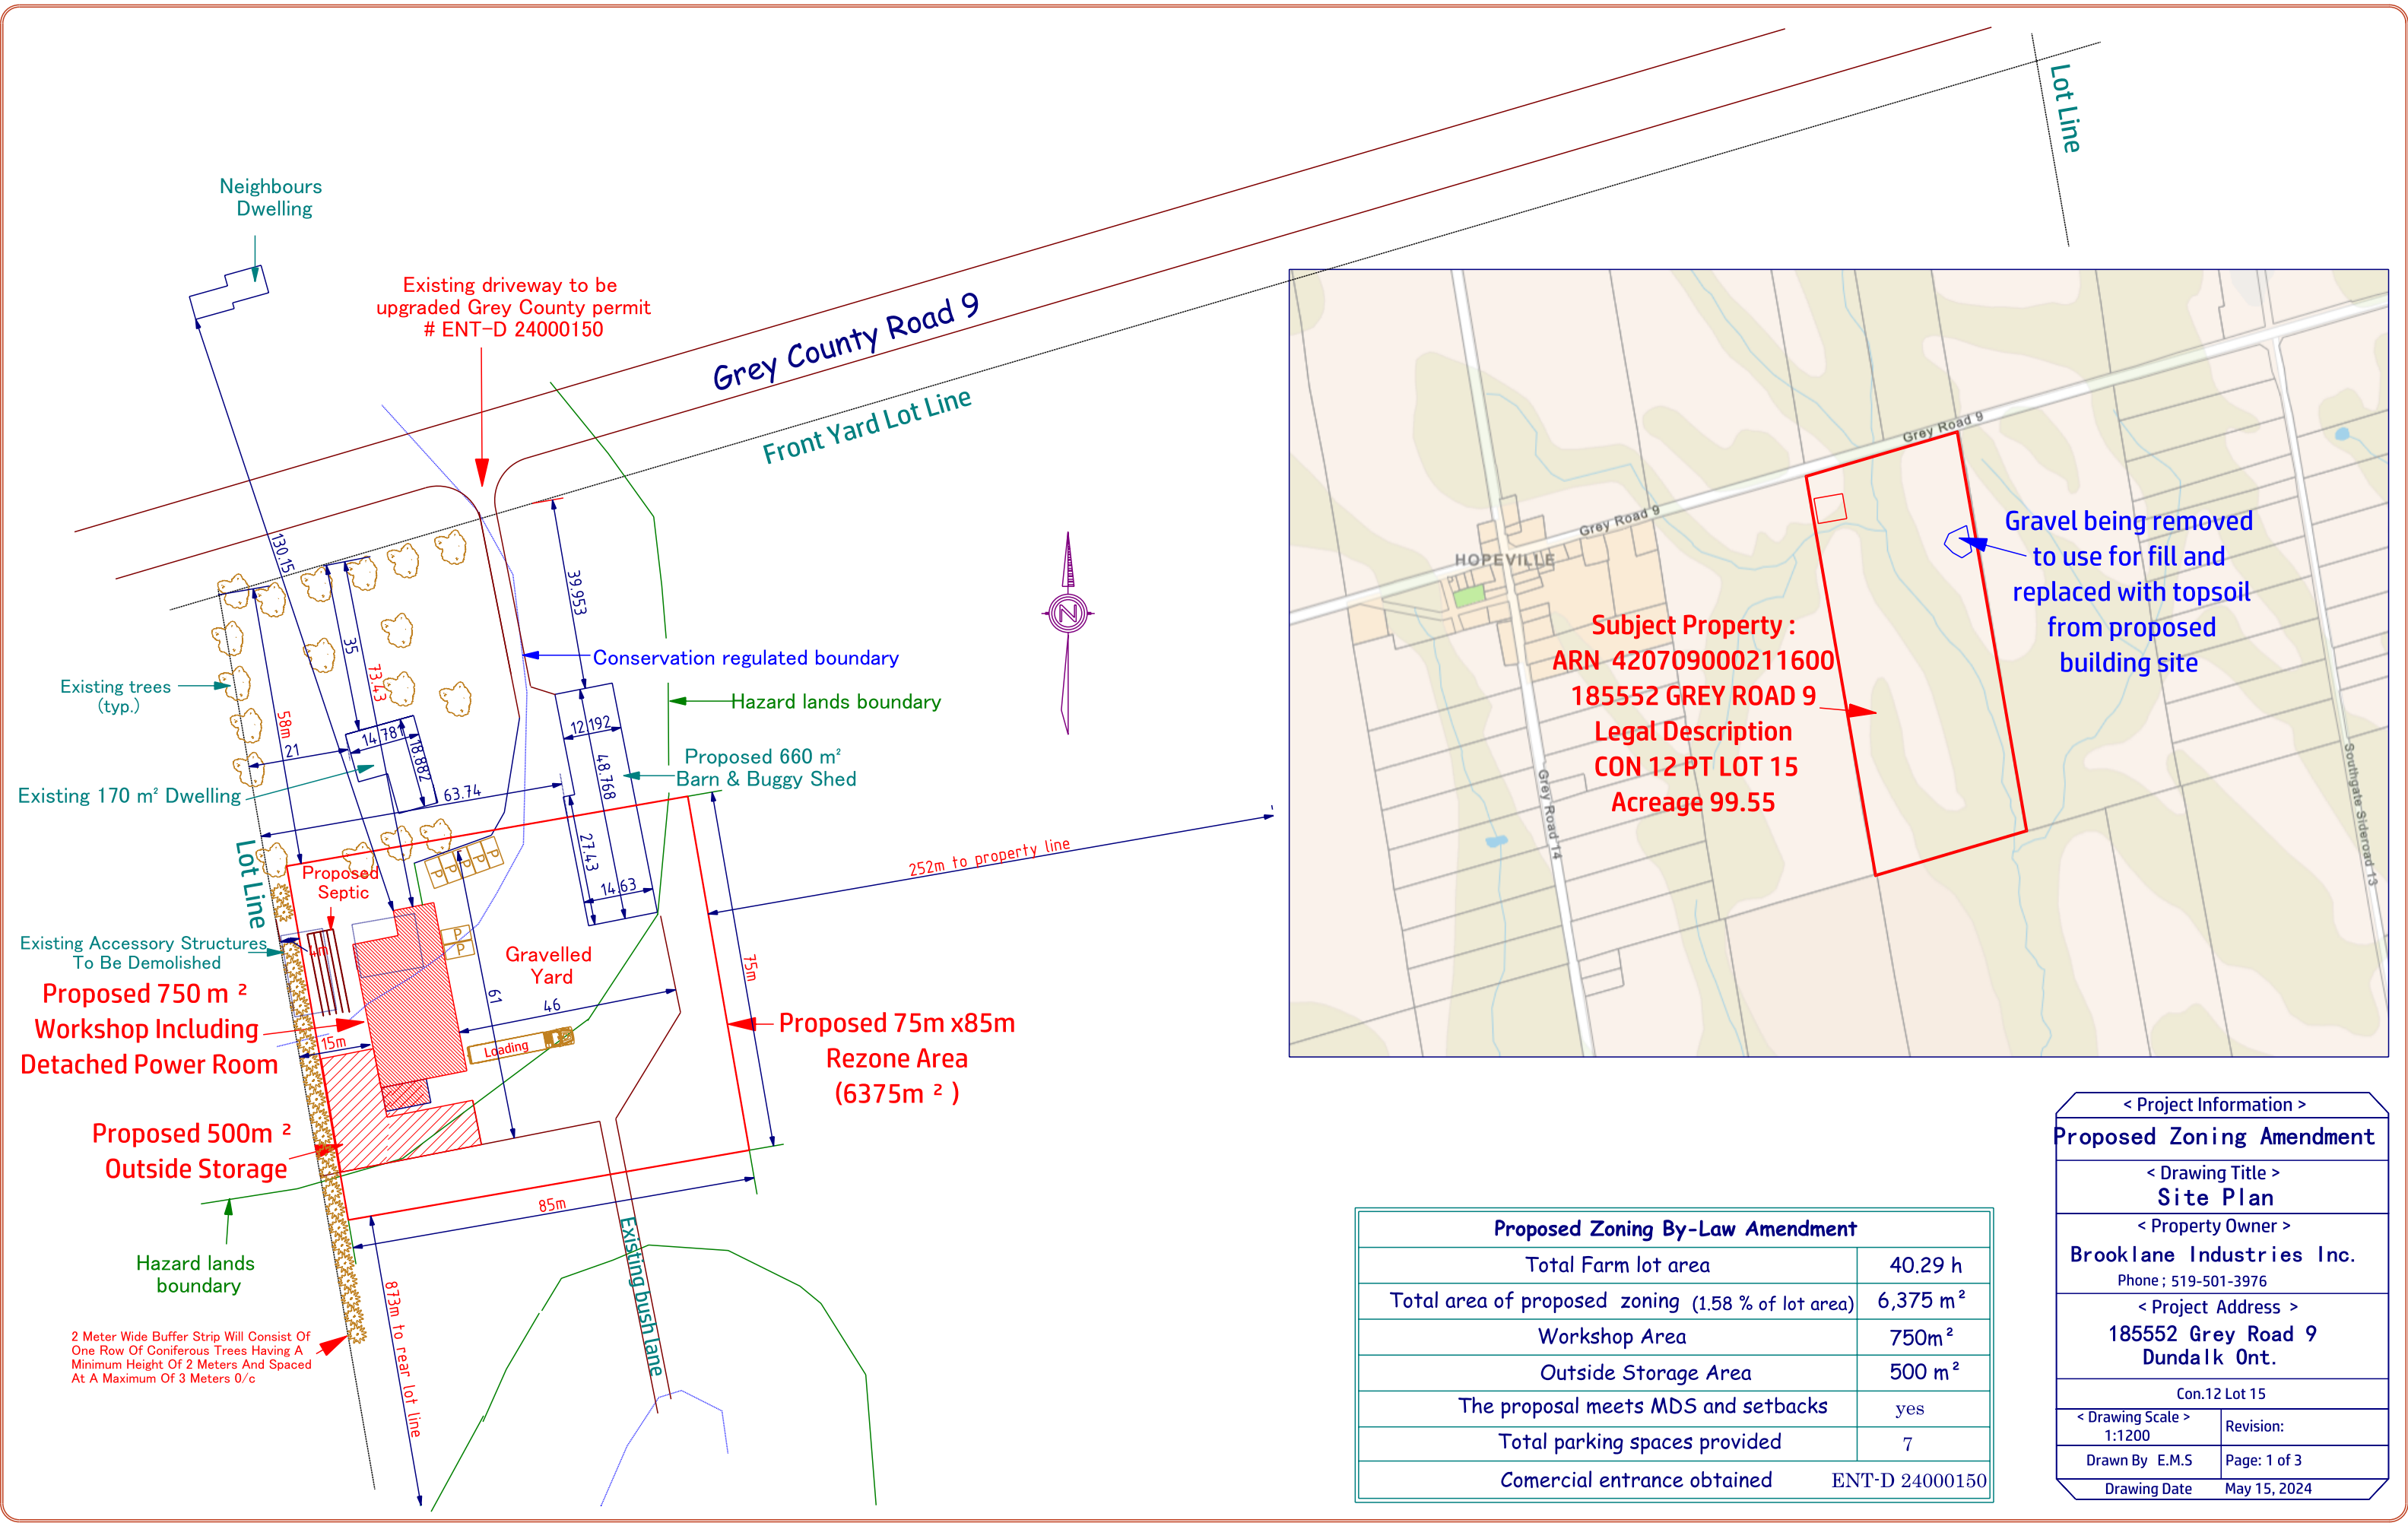 Lot Line
Neighbours
Dwelling
Existing driveway to be
upgraded Grey County permit
# ENT-D 24000150
Grey County Road 9
Front Yard Lot Line
130.15
39.953
35
73.43
58m
21
14.781
18.882
63.74
12.192
48.768
27.43
14.63
Conservation regulated boundary
Hazard lands boundary
Existing trees
(typ.)
Proposed 660 m²
Barn & Buggy Shed
Existing 170 m² Dwelling
N
252m to property line
Lot Line
Proposed
Septic
P P P P P
P
P
Existing Accessory Structures
To Be Demolished
4m
Gravelled
Yard
61
46
75m
Proposed 750 m ²
Workshop Including
Detached Power Room
15m
Loading
Proposed 75m x85m
Rezone Area
(6375m ² )
Proposed 500m ²
Outside Storage
85m
Hazard lands
boundary
Existing bush lane
873m to rear lot line
2 Meter Wide Buffer Strip Will Consist Of
One Row Of Coniferous Trees Having A
Minimum Height Of 2 Meters And Spaced
At A Maximum Of 3 Meters O/c
Grey Road 9
Grey Road 9
HOPEVILLE
Grey Road 14
Southgate Sideroad 13
Gravel being removed
to use for fill and
replaced with topsoil
from proposed
building site
Subject Property :
ARN 420709000211600
185552 GREY ROAD 9
Legal Description
CON 12 PT LOT 15
Acreage 99.55
Proposed Zoning By-Law Amendment
Total Farm lot area 40.29 h
Total area of proposed zoning (1.58 % of lot area) 6,375 m²
Workshop Area 750m²
Outside Storage Area 500 m²
The proposal meets MDS and setbacks yes
Total parking spaces provided 7
Comercial entrance obtained ENT-D 24000150
< Project Information >
Proposed Zoning Amendment
< Drawing Title >
Site Plan
< Property Owner >
Brooklane Industries Inc.
Phone ; 519-501-3976
< Project Address >
185552 Grey Road 9
Dundalk Ont.
Con.12 Lot 15
< Drawing Scale >
1:1200
Revision:
Drawn By E.M.S
Page: 1 of 3
Drawing Date May 15, 2024